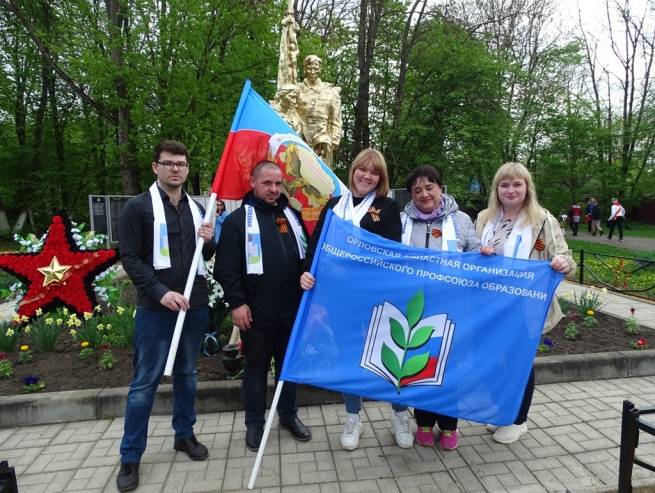 ОРЛОВСКАЯ ОБЛАСТНАЯ ОРГАНИЗАЦИЯ
ОБЩЕРОССИЙСКОГО ПРОФСОЮЗА ОБРАЗОВАНИ